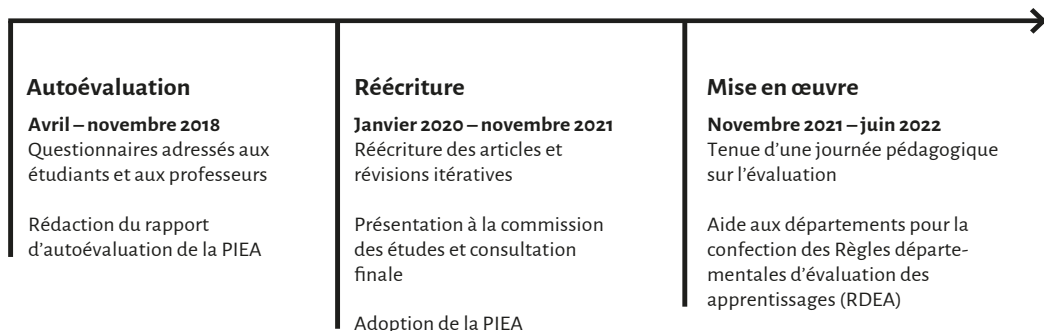 Autoévaluation
Avril – novembre 2018
Questionnaires adressés aux
étudiants et aux professeurs
Rédaction du rapport
d’autoévaluation de la PIEA
Réécriture
Janvier 2020 – novembre 2021
Réécriture des articles et
révisions itératives
Présentation à la commission
des études et consultation
finale
Adoption de la PIEA
Mise en œuvre
Novembre 2021 – juin 2022
Tenue d’une journée pédagogique
sur l’évaluation
Aide aux départements pour la
confection des Règles départe-
mentales d’évaluation des
apprentissages (RDEA)